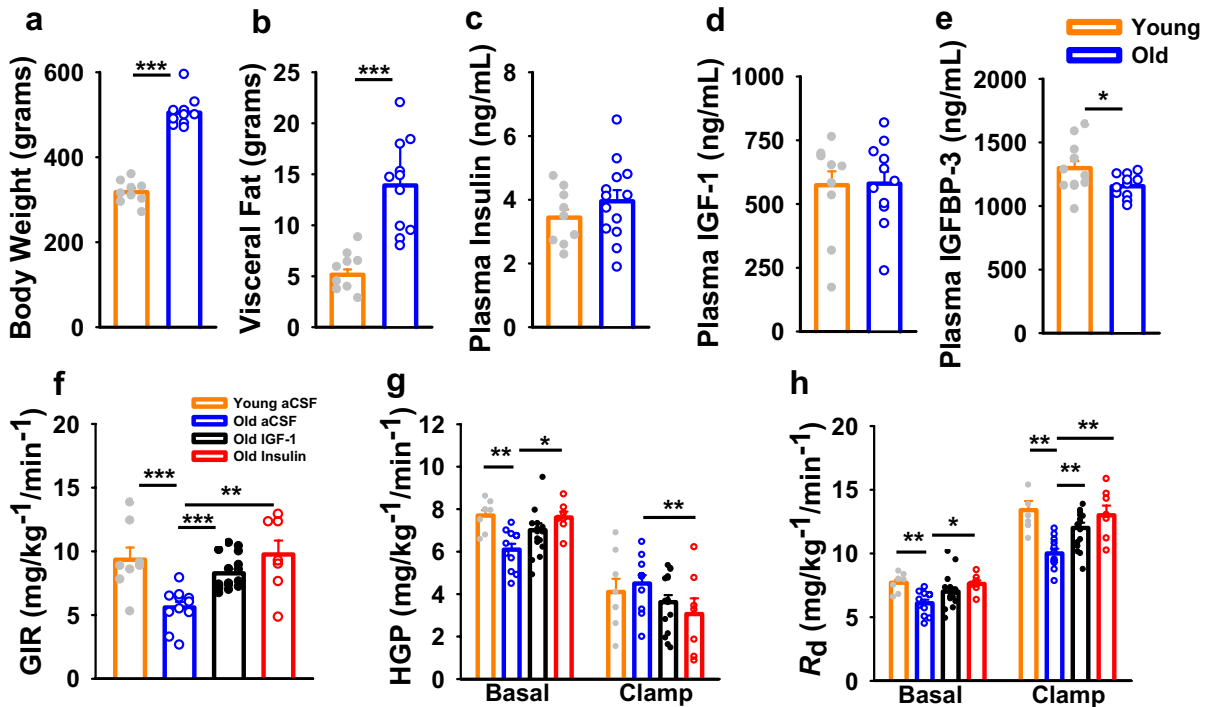 a
b
c
d
e
Young
Old
Body Weight (grams)
600
400
200
0
***
Visceral Fat (grams)
25
20
15
10
5
0
***
Plasma Insulin (ng/mL)
8
6
4
2
0
Plasma IGF-1 (ng/mL)
1000
750
500
250
0
Plasma IGFBP-3 (ng/mL)
2000
1500
1000
500
0
*
f
g
h
GIR (mg/kg⁻¹/min⁻¹)
20
15
10
5
0
Young aCSF
Old aCSF
Old IGF-1
Old Insulin
***
**
***
HGP (mg/kg⁻¹/min⁻¹)
12
10
8
6
4
2
0
**
*
**
Basal
Clamp
Rd (mg/kg⁻¹/min⁻¹)
20
15
10
5
0
**
*
**
**
**
Basal
Clamp